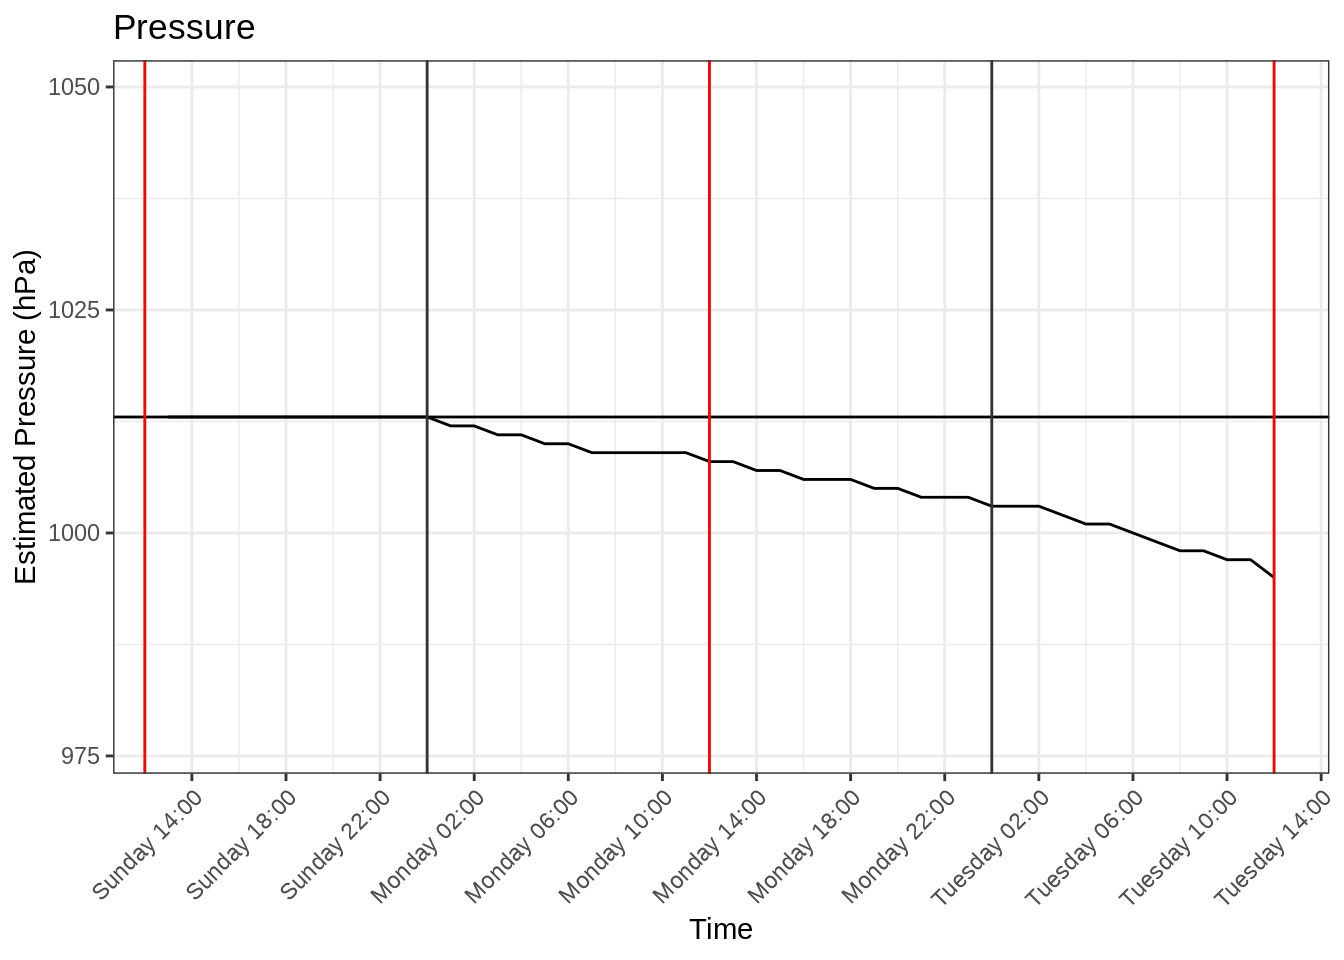 Pressure
Estimated Pressure (hPa)
1050
1025
1000
975
Sunday 14:00
Sunday 18:00
Sunday 22:00
Monday 02:00
Monday 06:00
Monday 10:00
Monday 14:00
Monday 18:00
Monday 22:00
Tuesday 02:00
Tuesday 06:00
Tuesday 10:00
Tuesday 14:00
Time